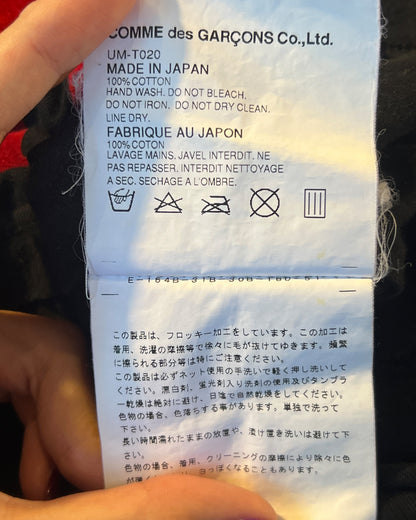 COMME des GARÇONS Co.,Ltd.
UM-T020
MADE IN JAPAN
100% COTTON
HAND WASH. DO NOT BLEACH.
DO NOT IRON. DO NOT DRY CLEAN.
LINE DRY.
FABRIQUE AU JAPON
100% COTON
LAVAGE MAINS. JAVEL INTERDIT. NE
PAS REPASSER. INTERDIT NETTOYAGE
A SEC. SECHAGE A L'OMBRE.
この製品は、フロッキー加工をしています。この加工は
着用、洗濯の摩擦等で徐々に毛が抜けてゆきます。頻繁
に擦られる部分等は特にご注意ください。
この製品は必ずネット使用の手洗いで軽く押し洗いして
ください。漂白剤、蛍光剤入り洗剤の使用及びタンブラ
ー乾燥は絶対に避け、日陰で自然乾燥をしてください。
色物の場合、色落ちする事があります。単独で洗って
下さい。
長い時間濡れたままの放置や、漬け置き洗いは避けて下
さい。
色物の場合、着用、クリーニングの摩擦により除々に色
白っぽくなることもあります。